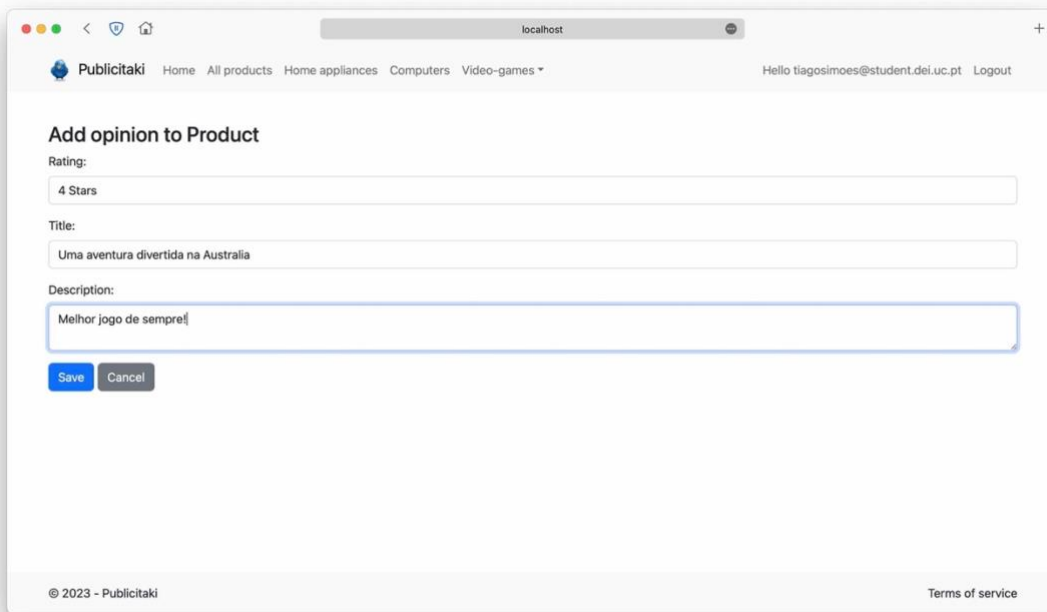 localhost
Publicitaki Home All products Home appliances Computers Video-games Hello tiagosimoes@student.dei.uc.pt Logout
Add opinion to Product
Rating:
4 Stars
Title:
Uma aventura divertida na Australia
Description:
Melhor jogo de sempre!
Save Cancel
© 2023 - Publicitaki Terms of service